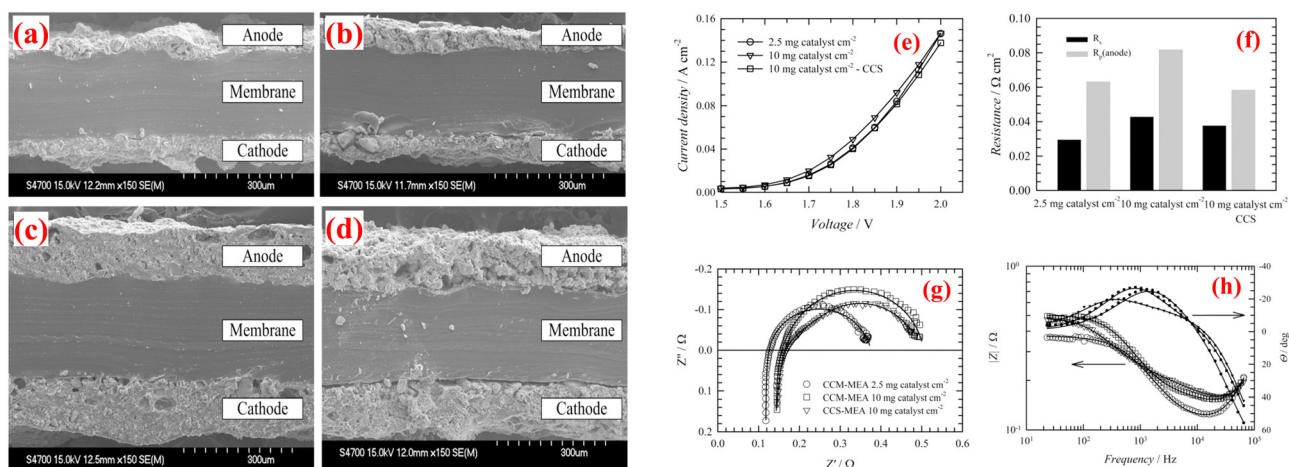 (a)
Anode
Membrane
Cathode
S4700 15.0kV 12.2mm x150 SE(M)
300um
(b)
Anode
Membrane
Cathode
S4700 15.0kV 11.7mm x150 SE(M)
300um
(c)
Anode
Membrane
Cathode
S4700 15.0kV 12.5mm x150 SE(M)
300um
(d)
Anode
Membrane
Cathode
S4700 15.0kV 12.0mm x150 SE(M)
300um
(e)
Current density / A cm⁻²
0.16
0.12
0.08
0.04
0.00
2.5 mg catalyst cm⁻²
10 mg catalyst cm⁻²
10 mg catalyst cm⁻² - CCS
1.5 1.6 1.7 1.8 1.9 2.0
Voltage / V
(f)
Resistance / Ω cm²
0.10
0.08
0.06
0.04
0.02
0.00
Rₚ(anode)
2.5 mg catalyst cm⁻² 10 mg catalyst cm⁻² 10 mg catalyst cm⁻²
CCS
(g)
Z'' / Ω
-0.2
-0.1
0.0
0.1
0.2
CCM-MEA 2.5 mg catalyst cm⁻²
CCM-MEA 10 mg catalyst cm⁻²
CCS-MEA 10 mg catalyst cm⁻²
0.0 0.1 0.2 0.3 0.4 0.5 0.6
Z' / Ω
(h)
|Z| / Ω
10⁰
10⁻¹
-40
-20
0
20
40
60
Θ / deg
10¹ 10² 10³ 10⁴ 10⁵
Frequency / Hz